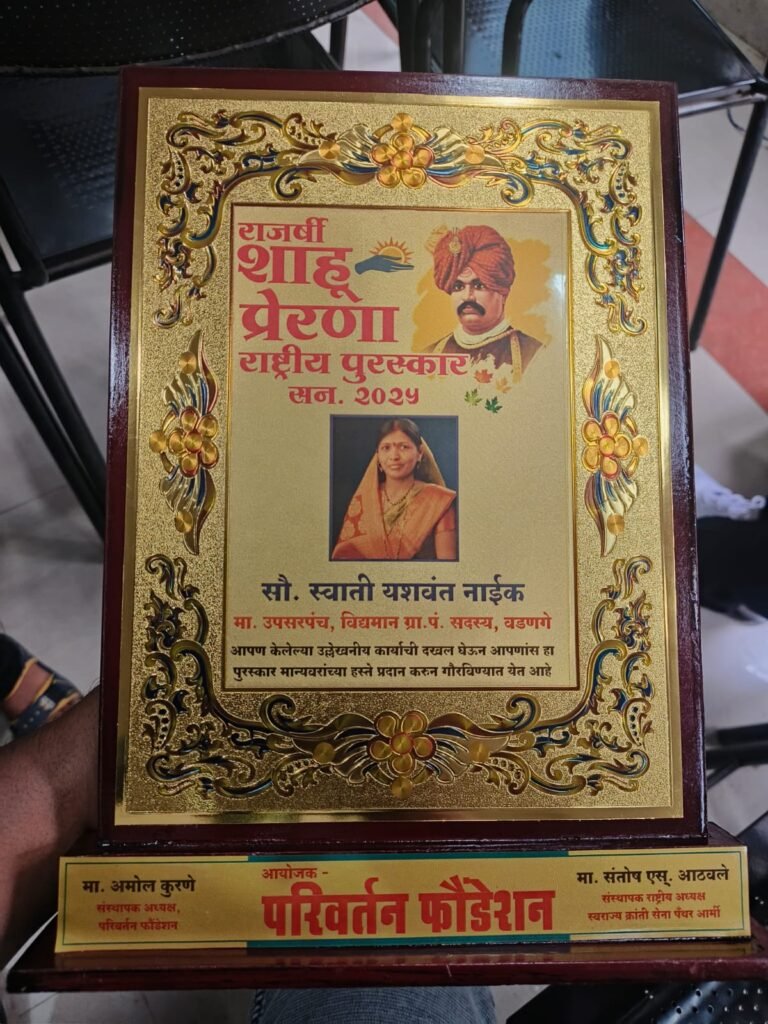 राजर्षी
शाहू
प्रेरणा
राष्ट्रीय पुरस्कार
सन. २०२५
सौ. स्वाती यशवंत नाईक
मा. उपसरपंच, विद्यमान ग्रा.पं. सदस्य, वडणगे
आपण केलेल्या उल्लेखनीय कार्याची दखल घेऊन आपणांस हा
पुरस्कार मान्यवरांच्या हस्ते प्रदान करुन गौरविण्यात येत आहे
मा. अमोल कुरणे
संस्थापक अध्यक्ष,
परिवर्तन फौंडेशन
आयोजक -
परिवर्तन फौंडेशन
मा. संतोष एस्. आठवले
संस्थापक राष्ट्रीय अध्यक्ष
स्वराज्य क्रांती सेना पँथर आर्मी